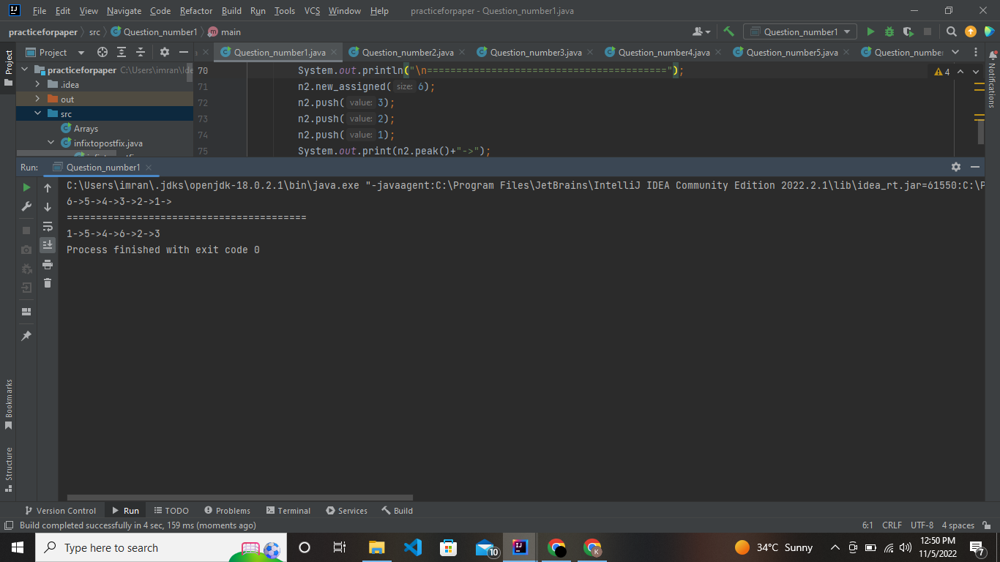 File Edit View Navigate Code Refactor Build Run Tools VCS Window Help practiceforpaper - Question_number1.java
practiceforpaper src Question_number1 main Question_number1
Project Question_number1.java Question_number2.java Question_number3.java Question_number4.java Question_number5.java Question_number
Project
Notifications
practiceforpaper C:\Users\imran\Ide
.idea
out
src
Arrays
infixtopostfix.java
70 System.out.println("\n=========================================");
4
71 n2.new_assigned( size: 6);
72 n2.push( value: 3);
73 n2.push( value: 2);
74 n2.push( value: 1);
75 System.out.print(n2.peak()+"->");
Run: Question_number1
C:\Users\imran\.jdks\openjdk-18.0.2.1\bin\java.exe "-javaagent:C:\Program Files\JetBrains\IntelliJ IDEA Community Edition 2022.2.1\lib\idea_rt.jar=61550:C:\P
6->5->4->3->2->1->
=========================================
1->5->4->6->2->3
Process finished with exit code 0
Bookmarks
Structure
Version Control Run TODO Problems Terminal Services Build
Build completed successfully in 4 sec, 159 ms (moments ago) 6:1 CRLF UTF-8 4 spaces
Type here to search 10 K 34°C Sunny 12:50 PM
11/5/2022 7